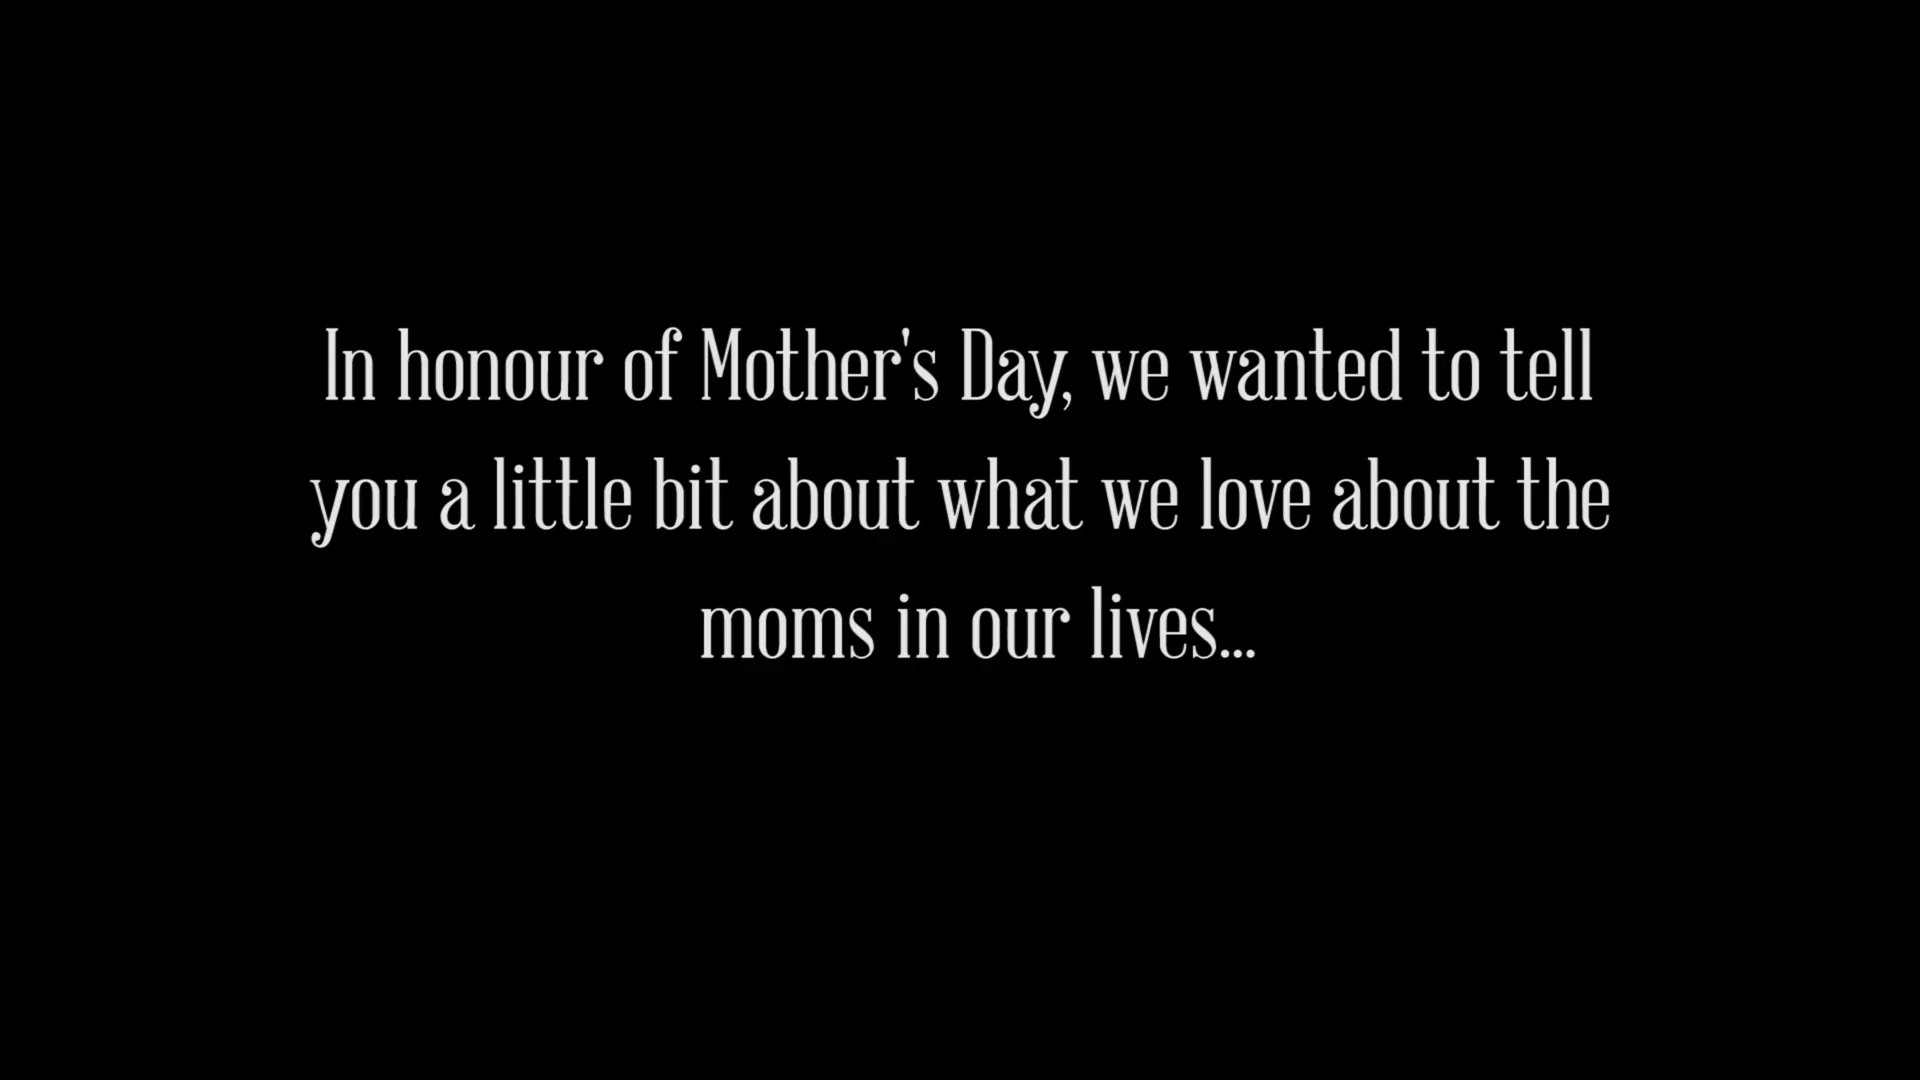 In honour of Mother's Day, we wanted to tell
you a little bit about what we love about the
moms in our lives...